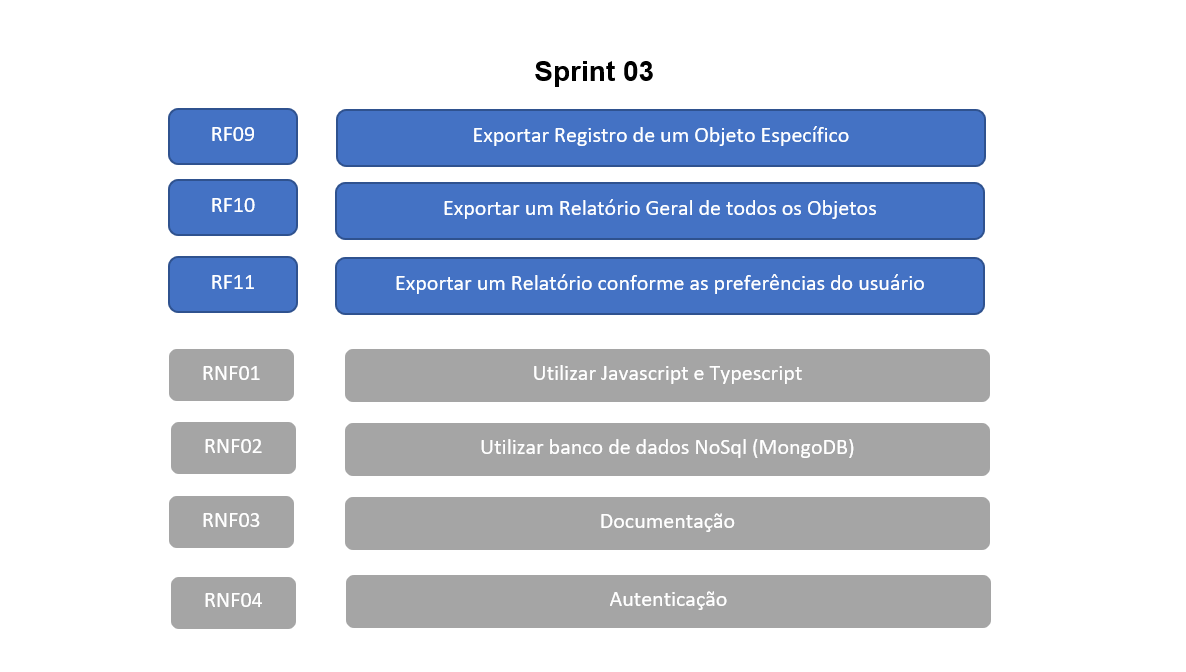 Sprint 03
RF09 Exportar Registro de um Objeto Específico
RF10 Exportar um Relatório Geral de todos os Objetos
RF11 Exportar um Relatório conforme as preferências do usuário
RNF01 Utilizar Javascript e Typescript
RNF02 Utilizar banco de dados NoSql (MongoDB)
RNF03 Documentação
RNF04 Autenticação